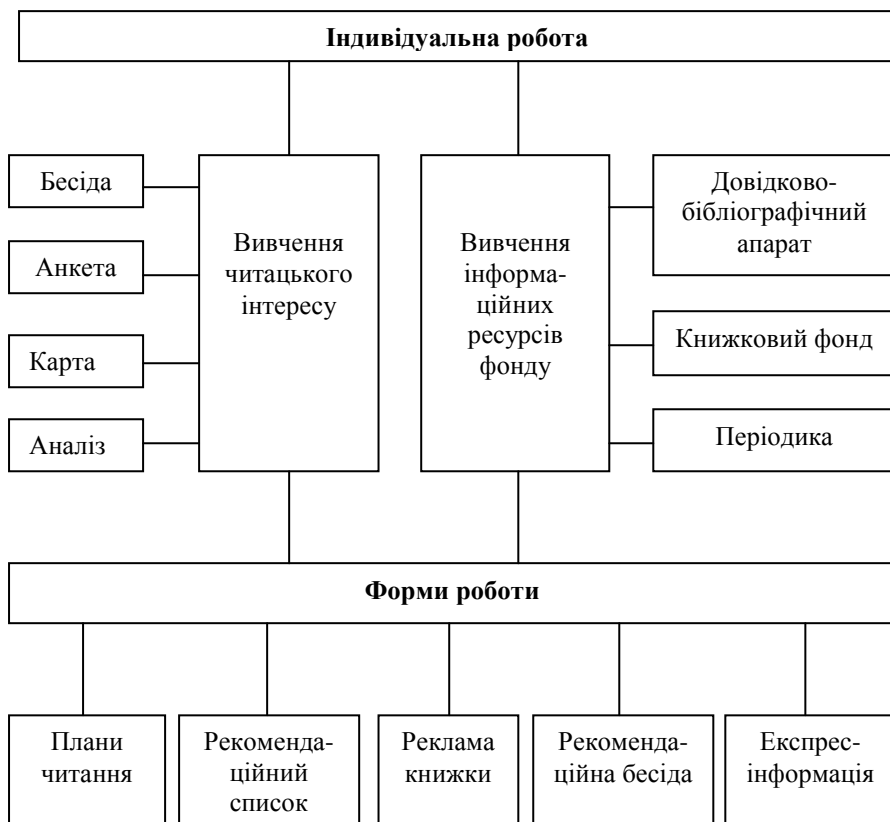 Індивідуальна робота
Бесіда
Анкета
Карта
Аналіз
Вивчення
читацького
інтересу
Вивчення
інформа-
ційних
ресурсів
фонду
Довідково-
бібліографічний
апарат
Книжковий фонд
Періодика
Форми роботи
Плани
читання
Рекоменда-
ційний
список
Реклама
книжки
Рекоменда-
ційна бесіда
Експрес-
інформація